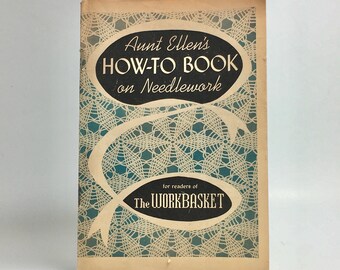 Aunt Ellen's
HOW-TO BOOK
on Needlework
for readers of
The WORKBASKET